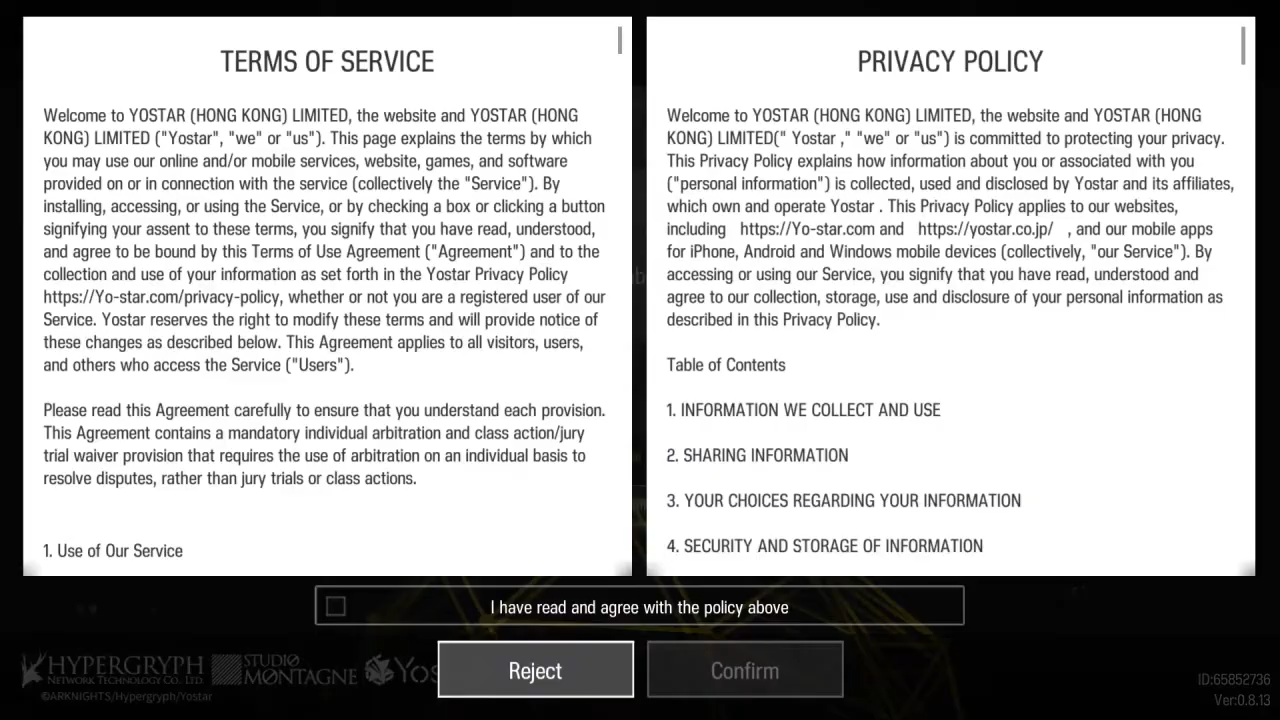 TERMS OF SERVICE
Welcome to YOSTAR (HONG KONG) LIMITED, the website and YOSTAR (HONG
KONG) LIMITED ("Yostar", "we" or "us"). This page explains the terms by which
you may use our online and/or mobile services, website, games, and software
provided on or in connection with the service (collectively the "Service"). By
installing, accessing, or using the Service, or by checking a box or clicking a button
signifying your assent to these terms, you signify that you have read, understood,
and agree to be bound by this Terms of Use Agreement ("Agreement") and to the
collection and use of your information as set forth in the Yostar Privacy Policy
https://Yo-star.com/privacy-policy, whether or not you are a registered user of our
Service. Yostar reserves the right to modify these terms and will provide notice of
these changes as described below. This Agreement applies to all visitors, users,
and others who access the Service ("Users").
Please read this Agreement carefully to ensure that you understand each provision.
This Agreement contains a mandatory individual arbitration and class action/jury
trial waiver provision that requires the use of arbitration on an individual basis to
resolve disputes, rather than jury trials or class actions.
1. Use of Our Service
PRIVACY POLICY
Welcome to YOSTAR (HONG KONG) LIMITED, the website and YOSTAR (HONG
KONG) LIMITED(" Yostar ," "we" or "us") is committed to protecting your privacy.
This Privacy Policy explains how information about you or associated with you
("personal information") is collected, used and disclosed by Yostar and its affiliates,
which own and operate Yostar . This Privacy Policy applies to our websites,
including https://Yo-star.com and https://yostar.co.jp/ , and our mobile apps
for iPhone, Android and Windows mobile devices (collectively, "our Service"). By
accessing or using our Service, you signify that you have read, understood and
agree to our collection, storage, use and disclosure of your personal information as
described in this Privacy Policy.
Table of Contents
1. INFORMATION WE COLLECT AND USE
2. SHARING INFORMATION
3. YOUR CHOICES REGARDING YOUR INFORMATION
4. SECURITY AND STORAGE OF INFORMATION
I have read and agree with the policy above
Reject
Confirm
HYPERGRYPH
NETWORK TECHNOLOGY CO. LTD.
STUDIO
MONTAGNE
Yos
©ARKNIGHTS/Hypergryph/Yostar
ID:65852736
Ver:0.8.13